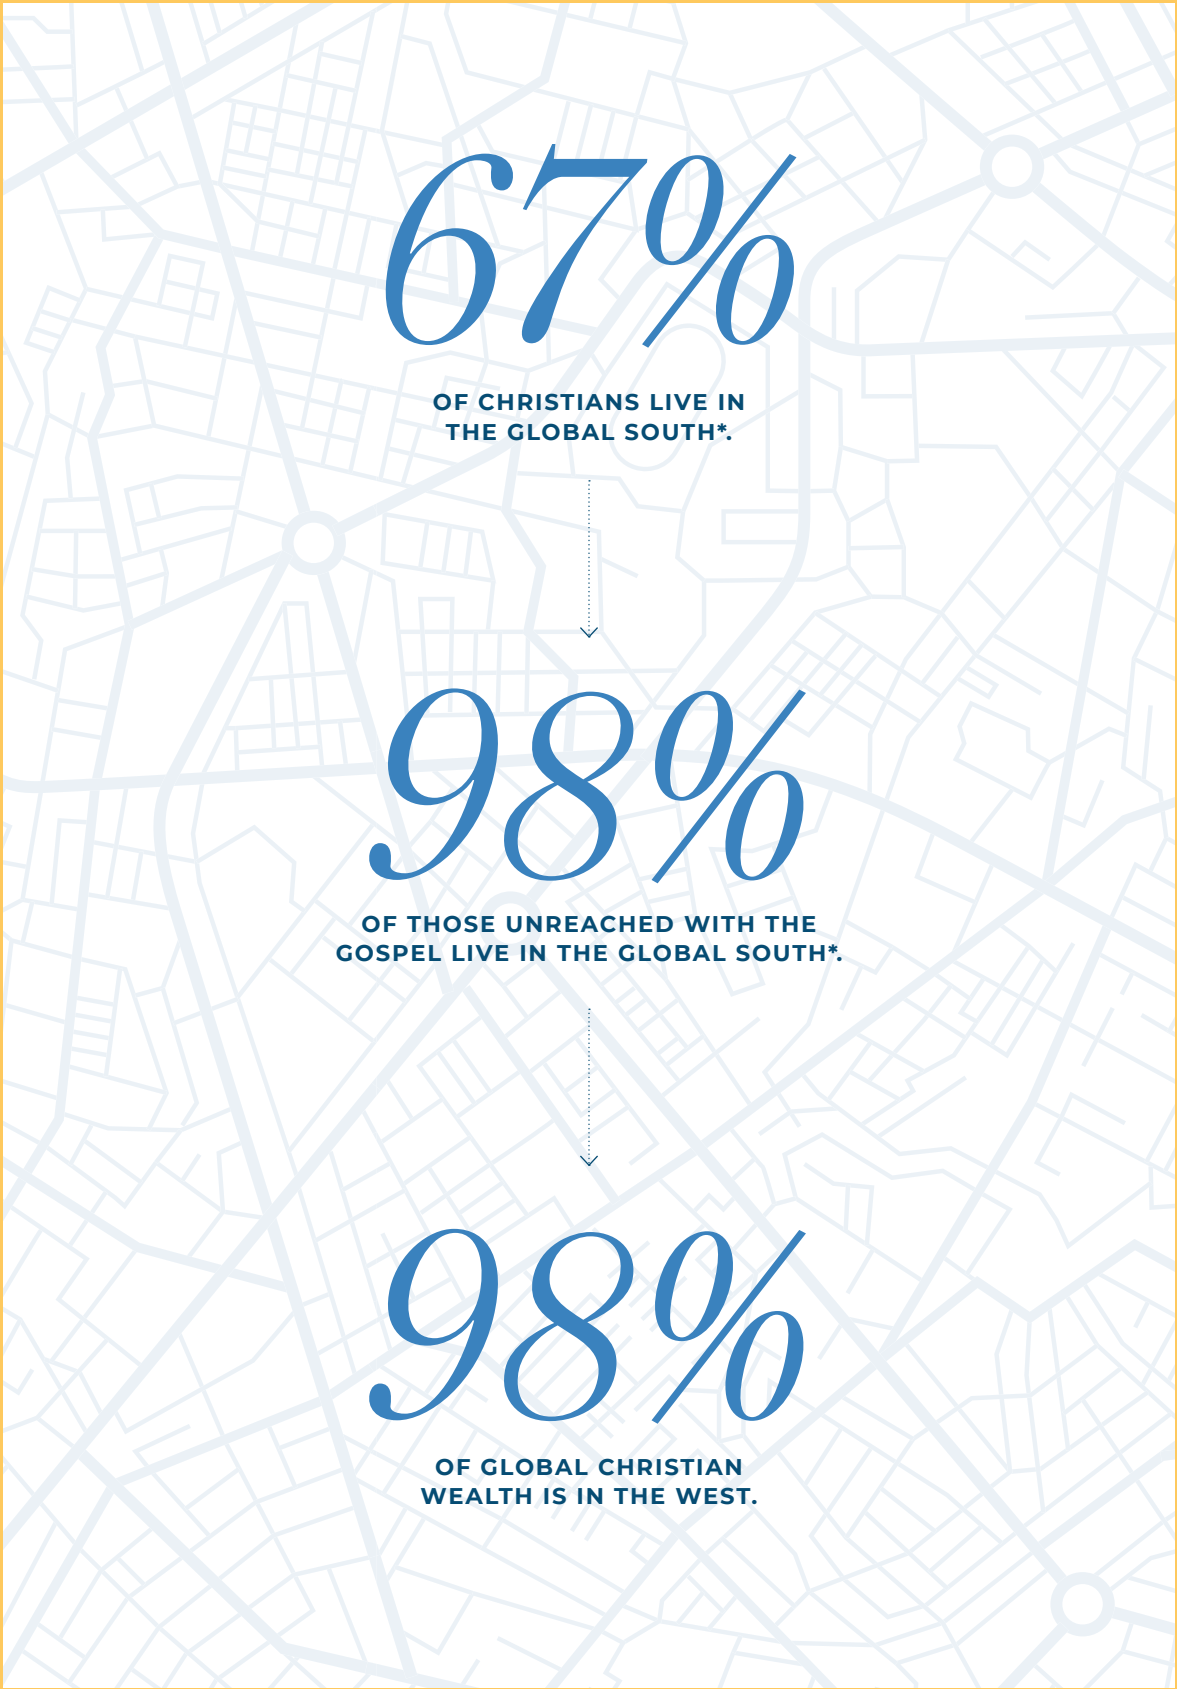 67%
OF CHRISTIANS LIVE IN
THE GLOBAL SOUTH*.
98%
OF THOSE UNREACHED WITH THE
GOSPEL LIVE IN THE GLOBAL SOUTH*.
98%
OF GLOBAL CHRISTIAN
WEALTH IS IN THE WEST.